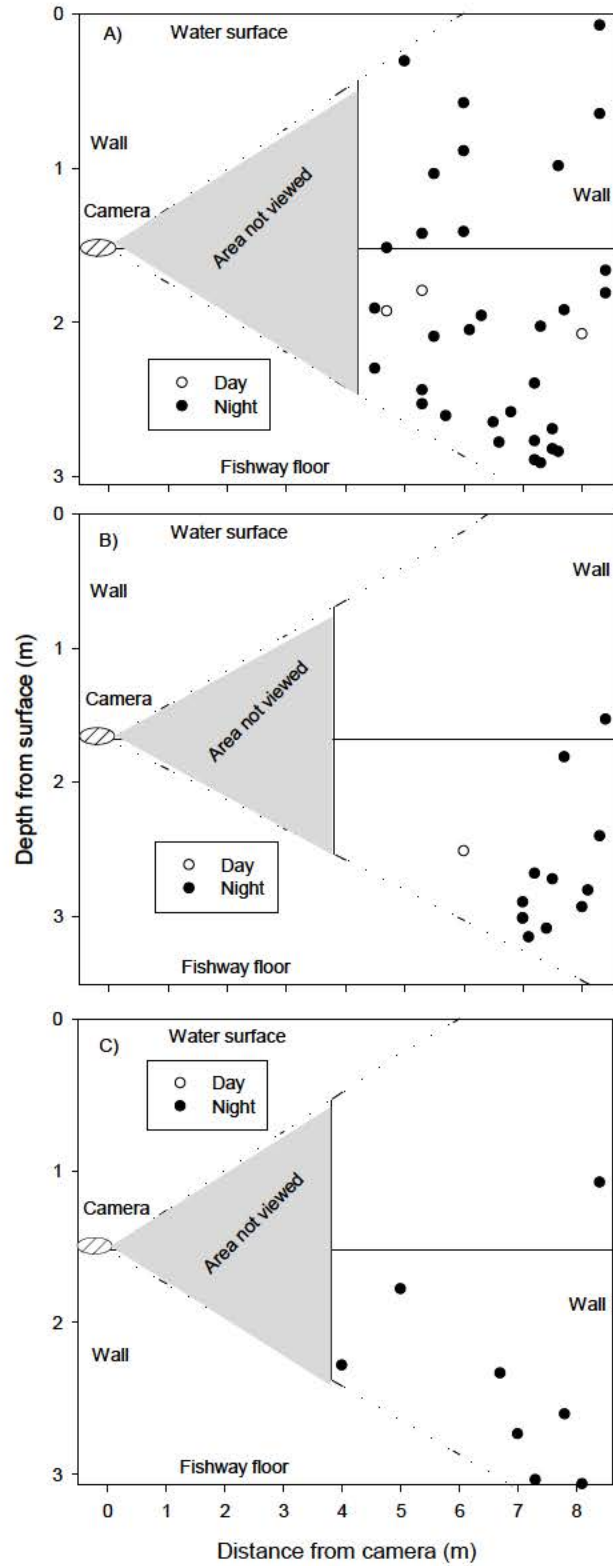 0
A)
Water surface
Wall
1
Wall
Camera
Area not viewed
2
Day
Night
Fishway floor
3
0
B)
Water surface
Wall
Wall
1
Camera
Area not viewed
Depth from surface (m)
2
Day
Night
3
Fishway floor
0
C)
Water surface
Day
Night
1
Camera
Area not viewed
Wall
2
Wall
Fishway floor
3
0 1 2 3 4 5 6 7 8
Distance from camera (m)